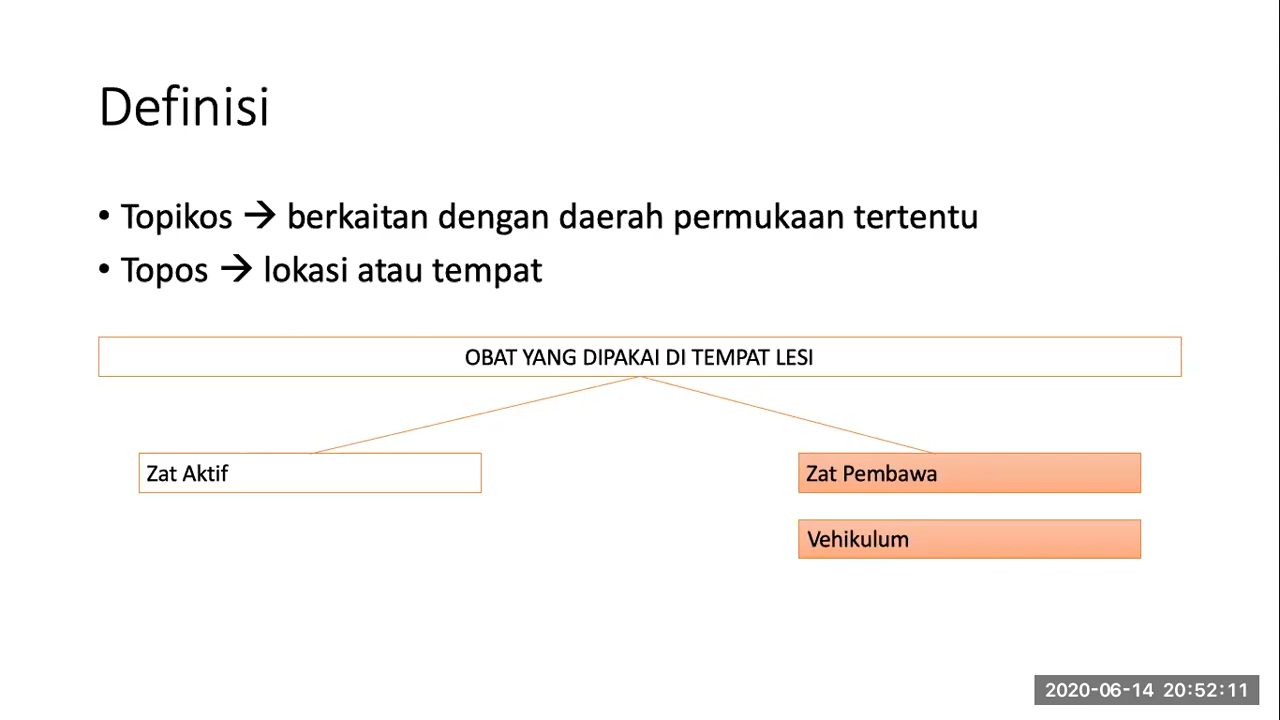 Definisi
• Topikos → berkaitan dengan daerah permukaan tertentu
• Topos → lokasi atau tempat
OBAT YANG DIPAKAI DI TEMPAT LESI
Zat Aktif
Zat Pembawa
Vehikulum
2020-06-14 20:52:11